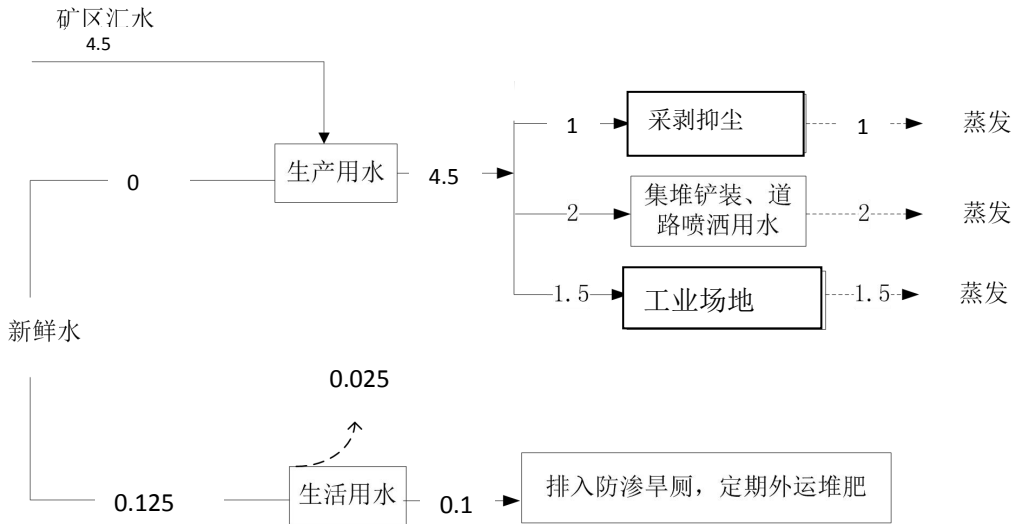 矿区汇水
4.5
采剥抑尘
1
1
蒸发
生产用水
0
4.5
集堆铲装、道
路喷洒用水
2
2
蒸发
1.5
工业场地
1.5
蒸发
新鲜水
0.025
0.125
生活用水
0.1
排入防渗旱厕，定期外运堆肥